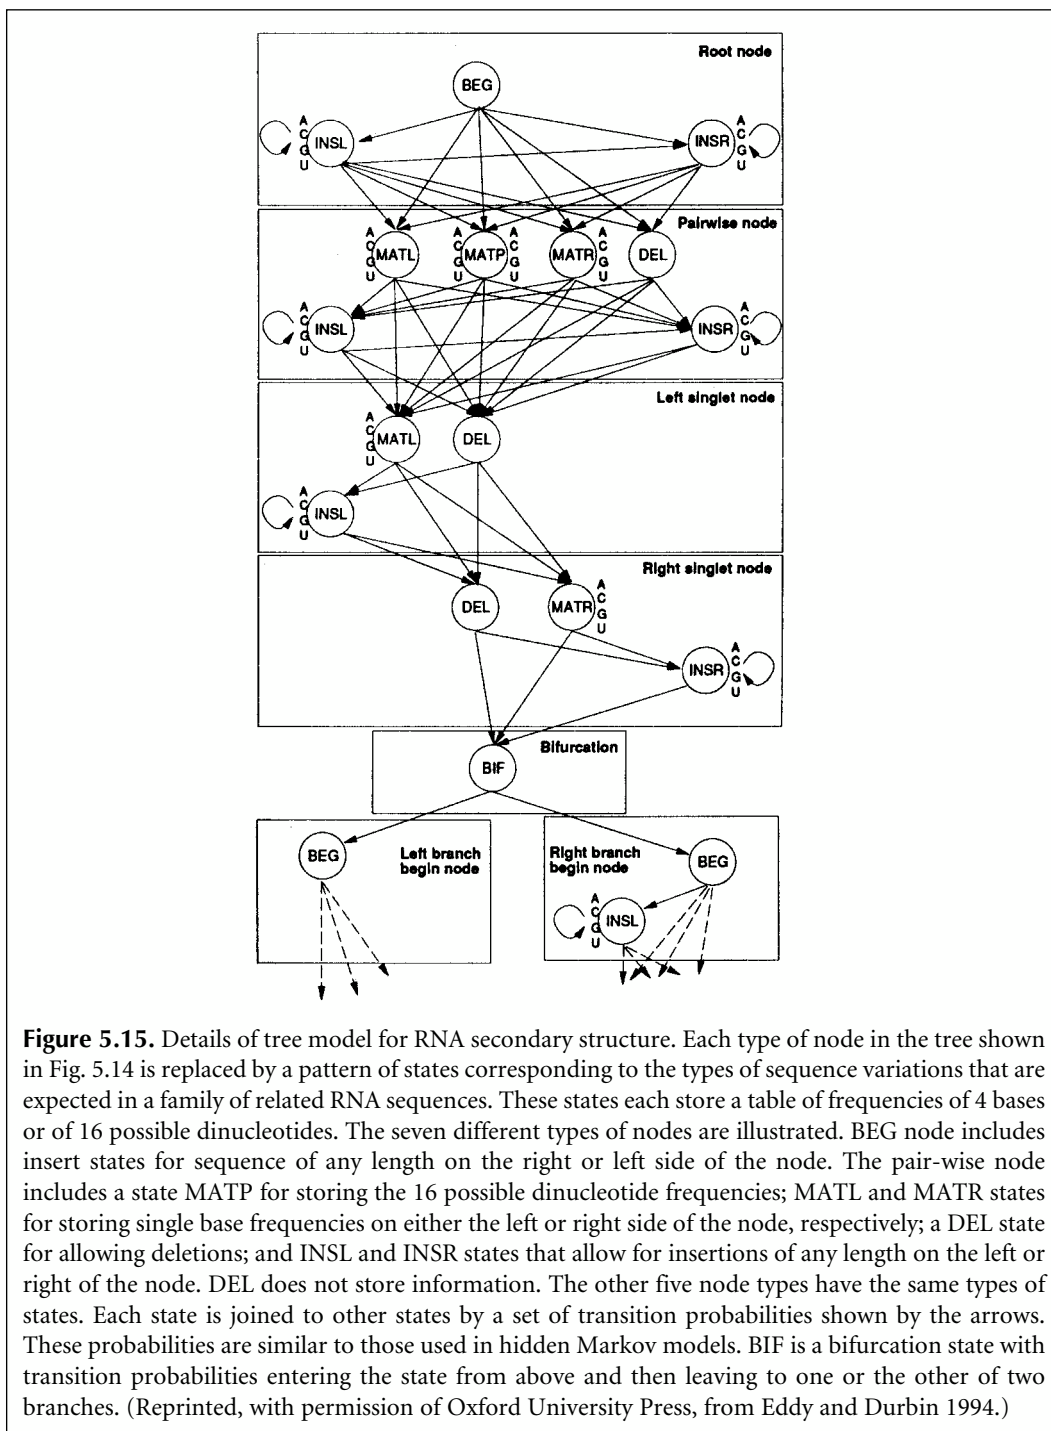 Root node
BEG
A
C
G
U
INSL
INSR
A
C
G
U
Pairwise node
A
C
G
U
MATL
A
C
G
U
MATP
A
C
G
U
MATR
A
C
G
U
DEL
A
C
G
U
INSL
INSR
A
C
G
U
Left singlet node
A
C
G
U
MATL
DEL
A
C
G
U
INSL
Right singlet node
DEL
MATR
A
C
G
U
INSR
A
C
G
U
Bifurcation
BIF
BEG
Left branch
begin node
Right branch
begin node
BEG
A
C
G
U
INSL
Figure 5.15. Details of tree model for RNA secondary structure. Each type of node in the tree shown
in Fig. 5.14 is replaced by a pattern of states corresponding to the types of sequence variations that are
expected in a family of related RNA sequences. These states each store a table of frequencies of 4 bases
or of 16 possible dinucleotides. The seven different types of nodes are illustrated. BEG node includes
insert states for sequence of any length on the right or left side of the node. The pair-wise node
includes a state MATP for storing the 16 possible dinucleotide frequencies; MATL and MATR states
for storing single base frequencies on either the left or right side of the node, respectively; a DEL state
for allowing deletions; and INSL and INSR states that allow for insertions of any length on the left or
right of the node. DEL does not store information. The other five node types have the same types of
states. Each state is joined to other states by a set of transition probabilities shown by the arrows.
These probabilities are similar to those used in hidden Markov models. BIF is a bifurcation state with
transition probabilities entering the state from above and then leaving to one or the other of two
branches. (Reprinted, with permission of Oxford University Press, from Eddy and Durbin 1994.)